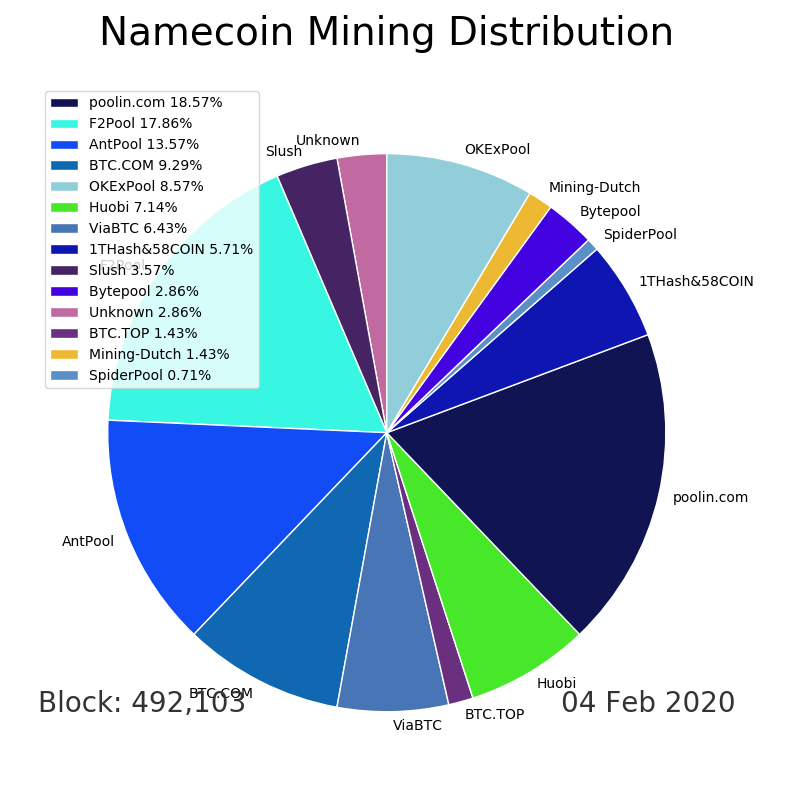 Namecoin Mining Distribution
poolin.com 18.57%
F2Pool 17.86%
AntPool 13.57%
BTC.COM 9.29%
OKExPool 8.57%
Huobi 7.14%
ViaBTC 6.43%
1THash&58COIN 5.71%
Slush 3.57%
Bytepool 2.86%
Unknown 2.86%
BTC.TOP 1.43%
Mining-Dutch 1.43%
SpiderPool 0.71%
Unknown
Slush
OKExPool
Mining-Dutch
Bytepool
SpiderPool
1THash&58COIN
F2Pool
poolin.com
AntPool
Huobi
BTC.COM
BTC.TOP
ViaBTC
Block: 492,103
04 Feb 2020